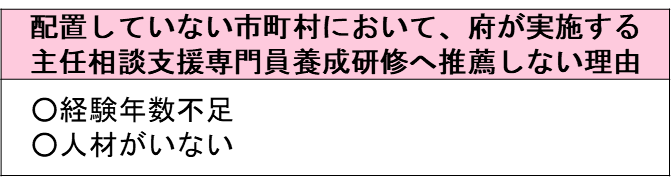 配置していない市町村において、府が実施する
主任相談支援専門員養成研修へ推薦しない理由
〇経験年数不足
〇人材がいない